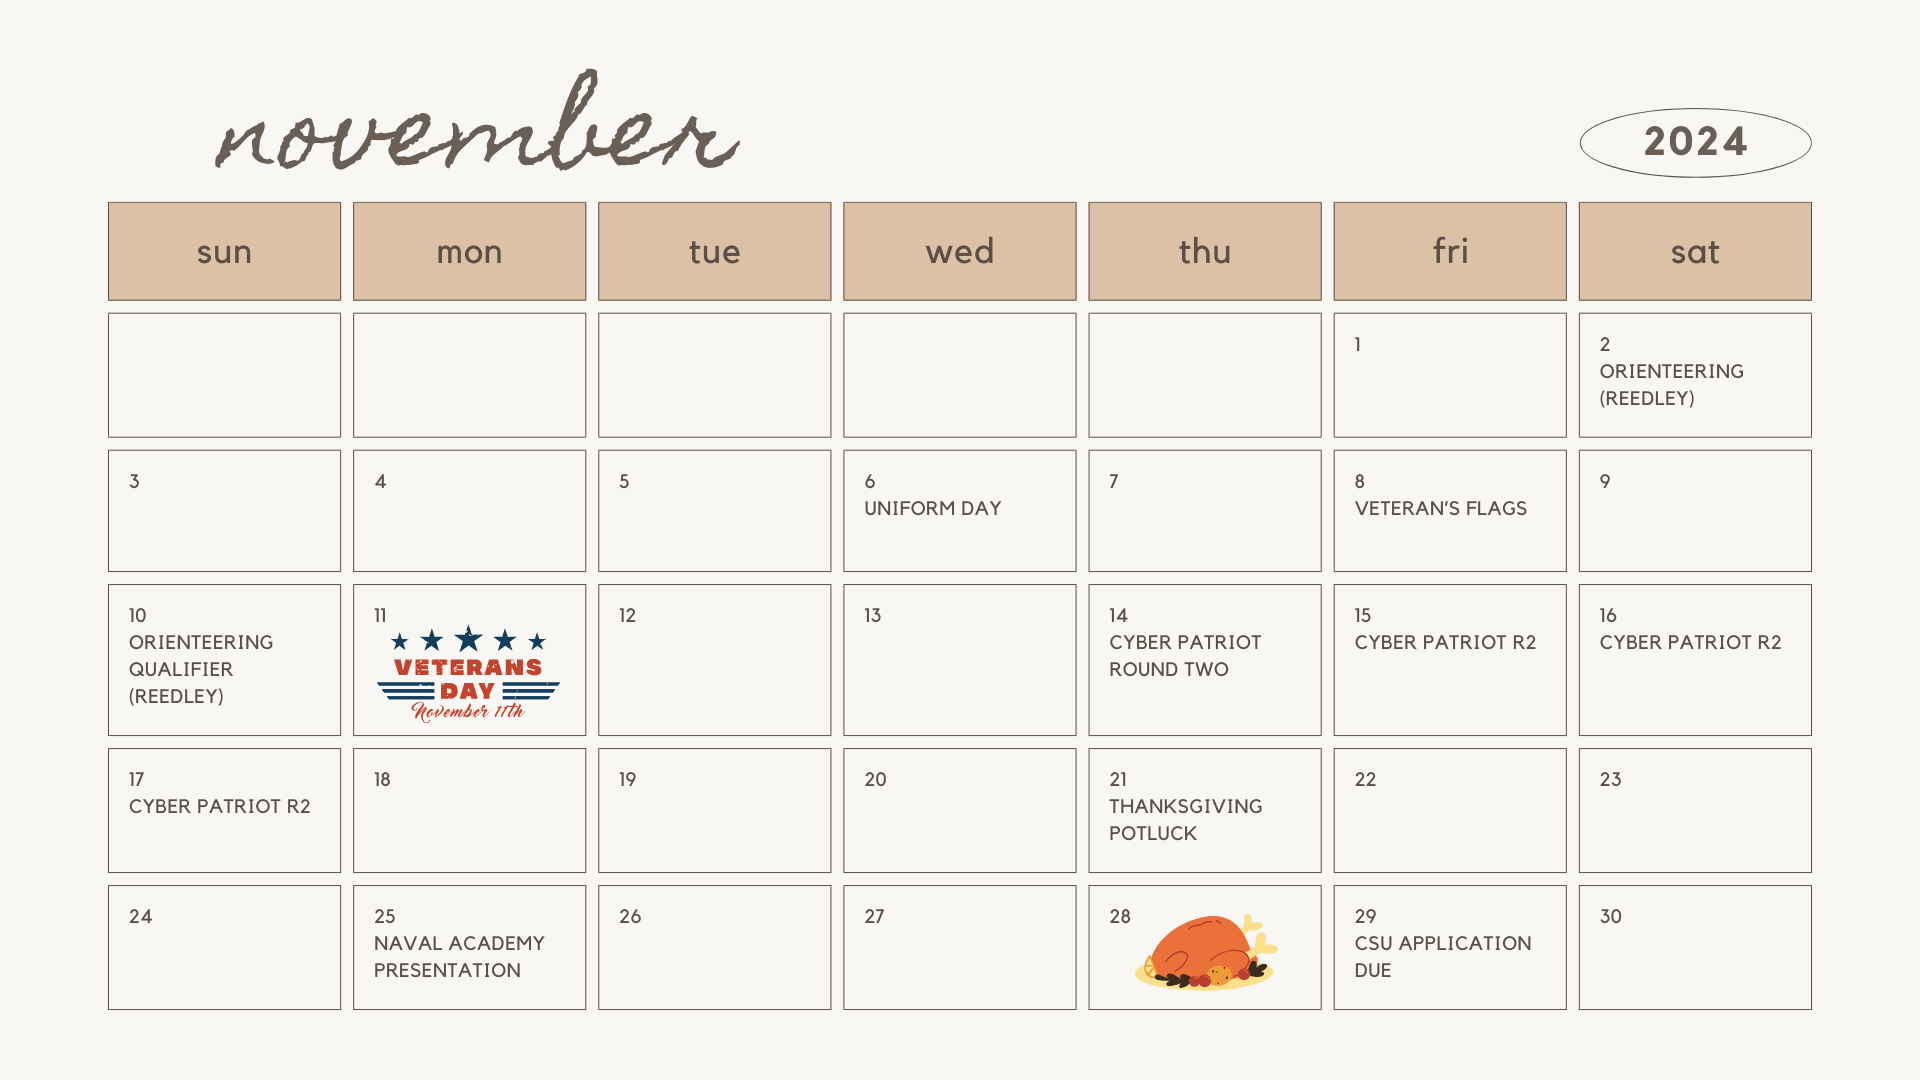 november
2024
sun
mon
tue
wed
thu
fri
sat
1
2
ORIENTEERING
(REEDLEY)
3
4
5
6
UNIFORM DAY
7
8
VETERAN'S FLAGS
9
10
ORIENTEERING
QUALIFIER
(REEDLEY)
11
VETERANS
DAY
November 11th
12
13
14
CYBER PATRIOT
ROUND TWO
15
CYBER PATRIOT R2
16
CYBER PATRIOT R2
17
CYBER PATRIOT R2
18
19
20
21
THANKSGIVING
POTLUCK
22
23
24
25
NAVAL ACADEMY
PRESENTATION
26
27
28
29
CSU APPLICATION
DUE
30